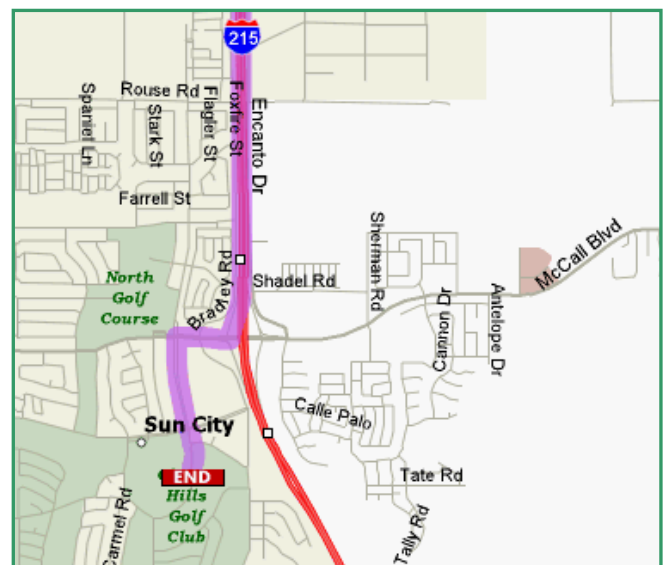 215
Rouse Rd
Spaniel Ln
Stark St
Flagler St
Foxfire St
Encanto Dr
Farrell St
North
Golf
Course
Bradley Rd
Shadel Rd
Sherman Rd
McCall Blvd
Cannon Dr
Antelope Dr
Calle Palo
Sun City
END
Hills
Golf
Club
Carmel Rd
Tate Rd
Tally Rd